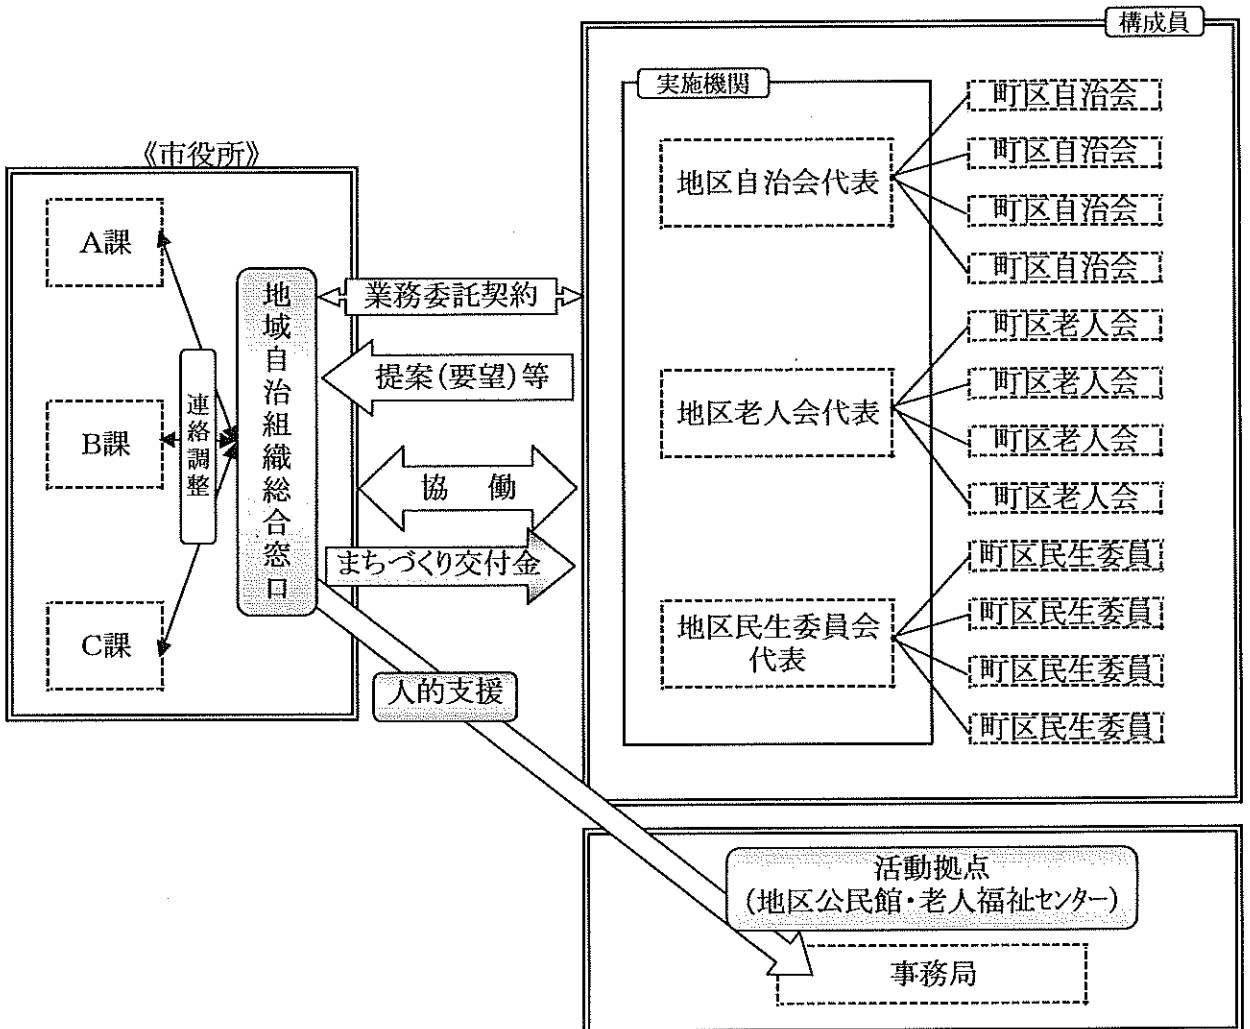 構成員
実施機関
町区自治会
町区自治会
町区自治会
町区自治会
地区自治会代表
町区老人会
町区老人会
町区老人会
町区老人会
地区老人会代表
町区民生委員
町区民生委員
町区民生委員
町区民生委員
地区民生委員会
代表
《市役所》
A課
B課
C課
連絡調整
地域自治組織総合窓口
業務委託契約
提案(要望)等
協 働
まちづくり交付金
人的支援
活動拠点
(地区公民館・老人福祉センター)
事務局